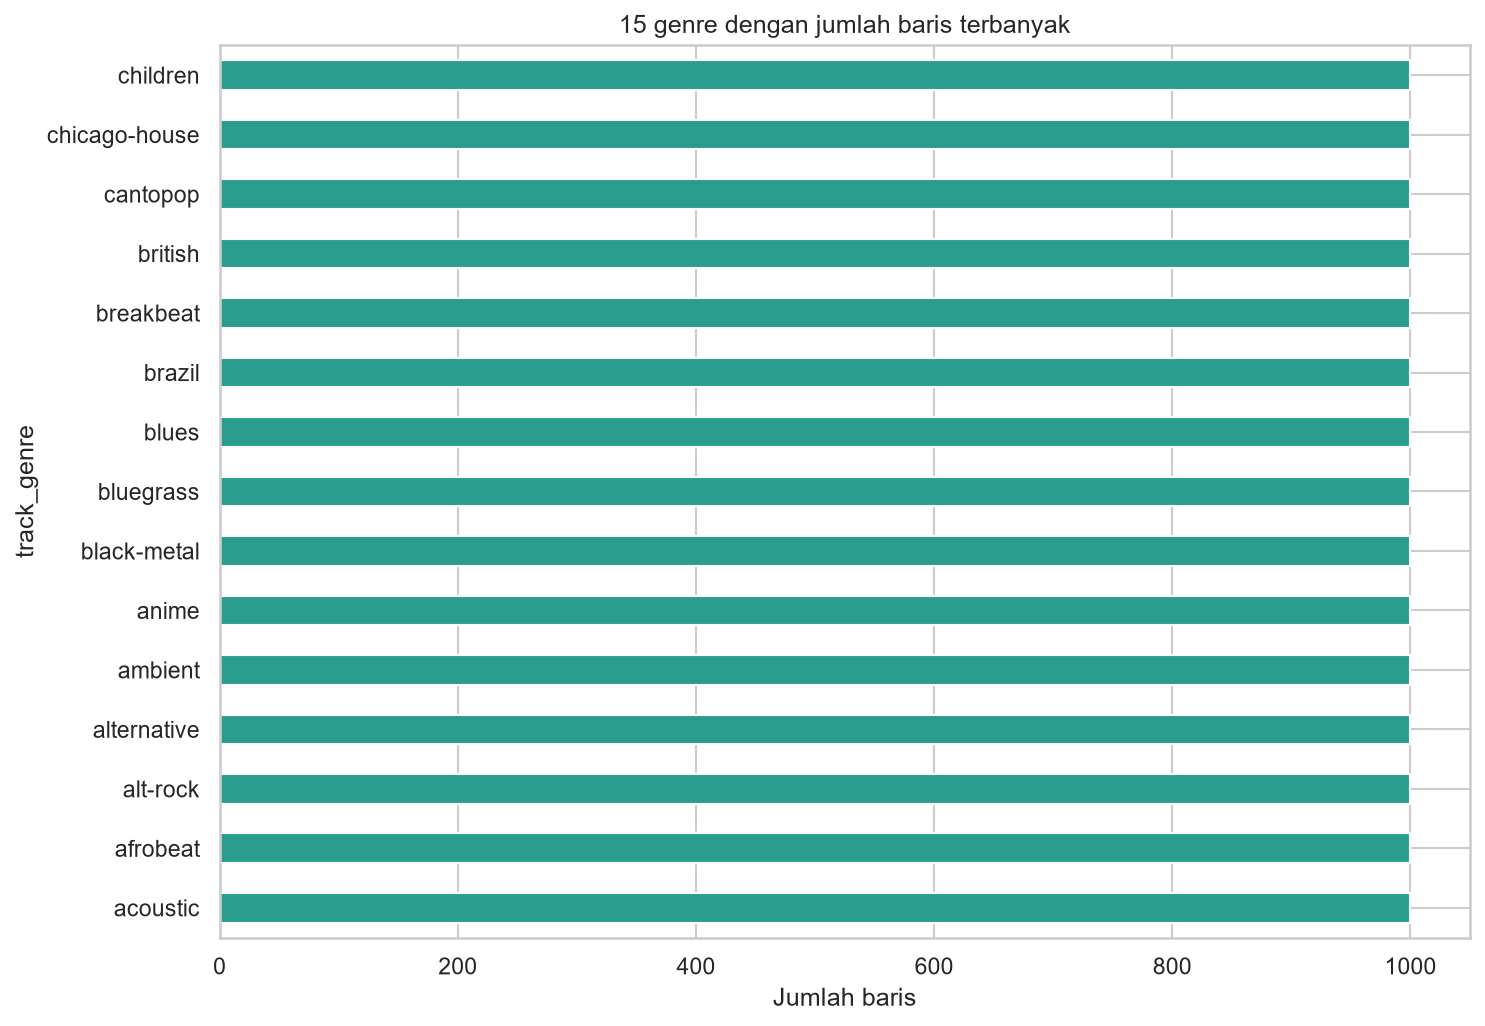 15 genre dengan jumlah baris terbanyak
children
chicago-house
cantopop
british
breakbeat
brazil
blues
bluegrass
black-metal
anime
ambient
alternative
alt-rock
afrobeat
acoustic
track_genre
0 200 400 600 800 1000
Jumlah baris